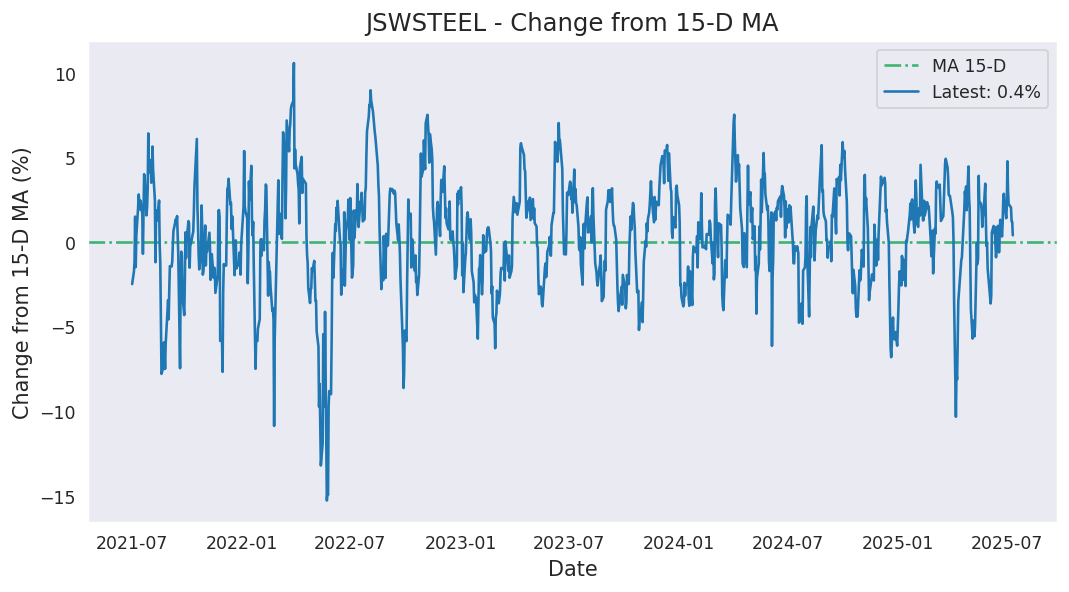 JSWSTEEL - Change from 15-D MA
MA 15-D
Latest: 0.4%
Change from 15-D MA (%)
10
5
0
−5
−10
−15
2021-07 2022-01 2022-07 2023-01 2023-07 2024-01 2024-07 2025-01 2025-07
Date